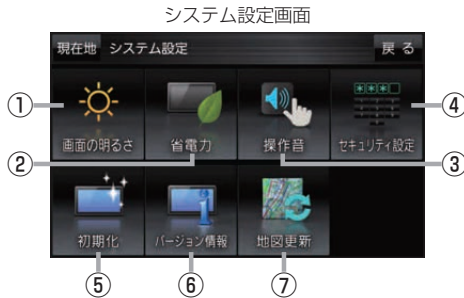 システム設定画面
現在地 システム設定 戻る
① 画面の明るさ 省電力 操作音 セキュリティ設定 ④
② ③
初期化 バージョン情報 地図更新
⑤ ⑥ ⑦